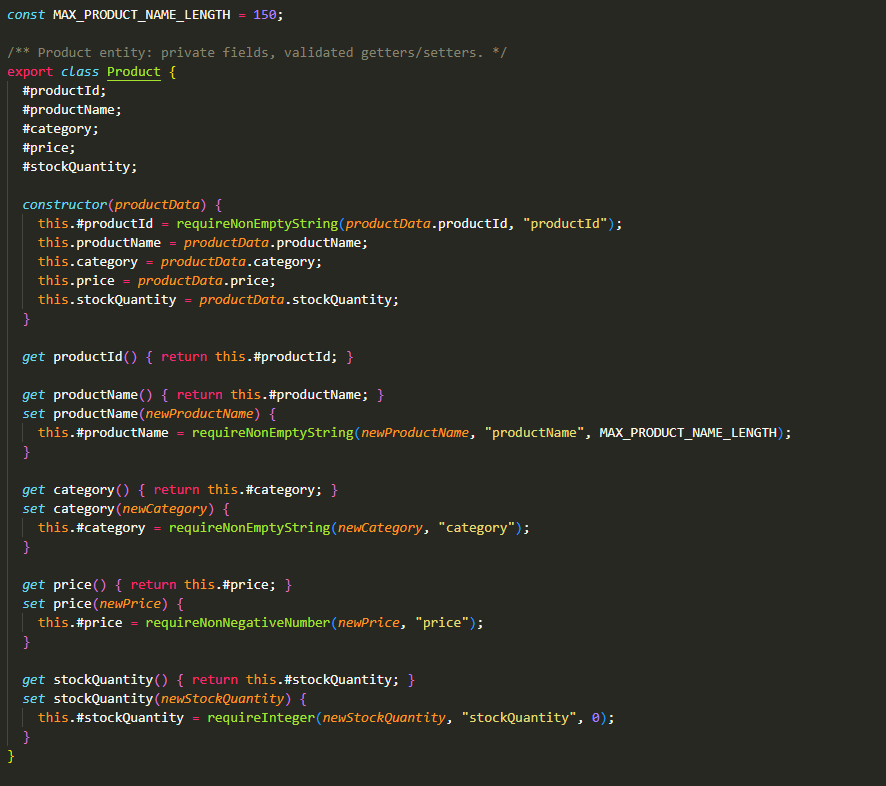 const MAX_PRODUCT_NAME_LENGTH = 150;
/** Product entity: private fields, validated getters/setters. */
export class Product {
#productId;
#productName;
#category;
#price;
#stockQuantity;
constructor(productData) {
this.#productId = requireNonEmptyString(productData.productId, "productId");
this.productName = productData.productName;
this.category = productData.category;
this.price = productData.price;
this.stockQuantity = productData.stockQuantity;
}
get productId() { return this.#productId; }
get productName() { return this.#productName; }
set productName(newProductName) {
this.#productName = requireNonEmptyString(newProductName, "productName", MAX_PRODUCT_NAME_LENGTH);
}
get category() { return this.#category; }
set category(newCategory) {
this.#category = requireNonEmptyString(newCategory, "category");
}
get price() { return this.#price; }
set price(newPrice) {
this.#price = requireNonNegativeNumber(newPrice, "price");
}
get stockQuantity() { return this.#stockQuantity; }
set stockQuantity(newStockQuantity) {
this.#stockQuantity = requireInteger(newStockQuantity, "stockQuantity", 0);
}
}